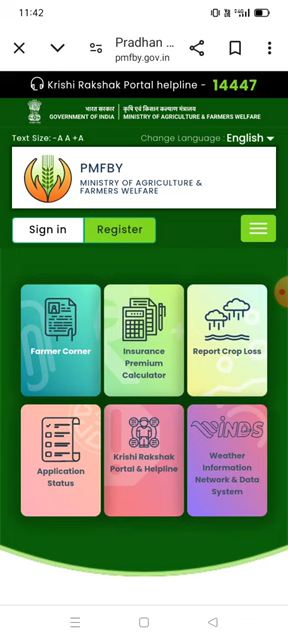 11:42
Pradhan ...
pmfby.gov.in
Krishi Rakshak Portal helpline - 14447
भारत सरकार
GOVERNMENT OF INDIA
कृषि एवं किसान कल्याण मंत्रालय
MINISTRY OF AGRICULTURE & FARMERS WELFARE
Text Size: -A A +A
Change Language : English
PMFBY
MINISTRY OF AGRICULTURE &
FARMERS WELFARE
Sign in
Register
Farmer Corner
Insurance
Premium
Calculator
Report Crop Loss
Application
Status
Krishi Rakshak
Portal & Helpline
WINDS
Weather
Information
Network & Data
System